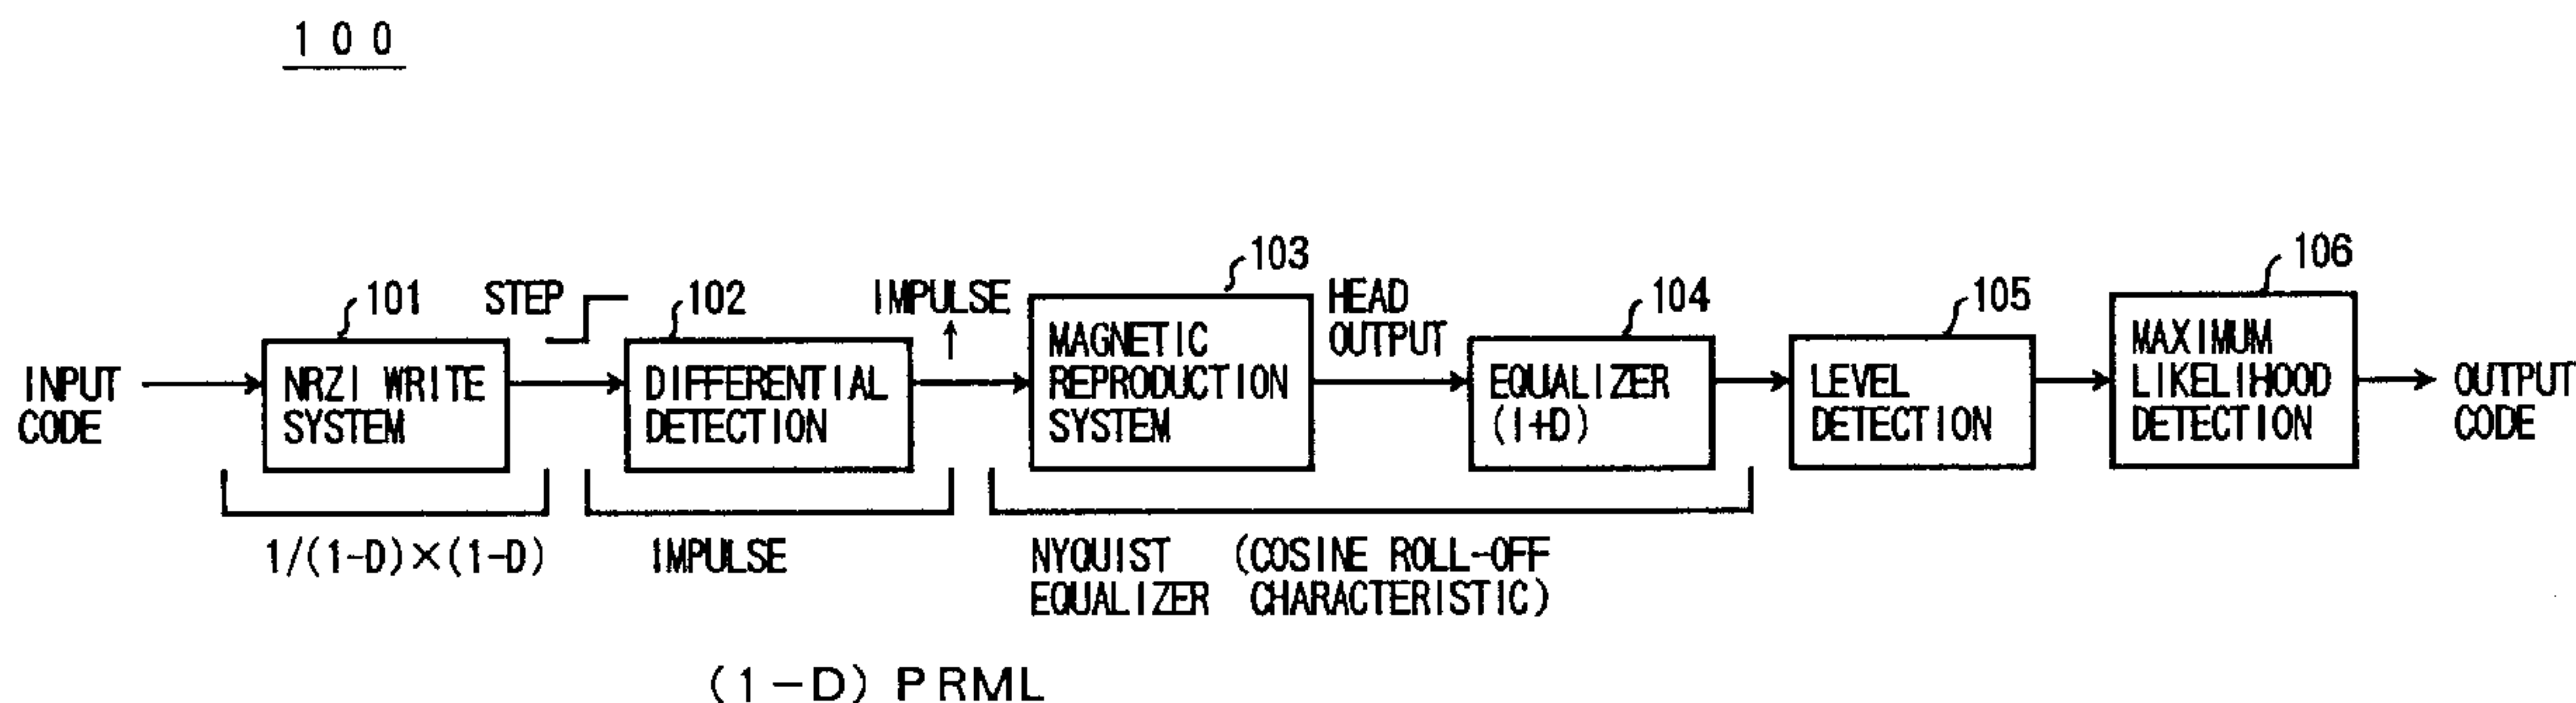 100
101
STEP
102
IMPULSE
103
HEAD
OUTPUT
104
105
106
INPUT
CODE
NRZI WRITE
SYSTEM
DIFFERENTIAL
DETECTION
MAGNETIC
REPRODUCTION
SYSTEM
EQUALIZER
(1+D)
LEVEL
DETECTION
MAXIMUM
LIKELIHOOD
DETECTION
OUTPUT
CODE
1/(1-D)×(1-D)
IMPULSE
NYQUIST (COSINE ROLL-OFF
EQUALIZER CHARACTERISTIC)
(1-D) PRML